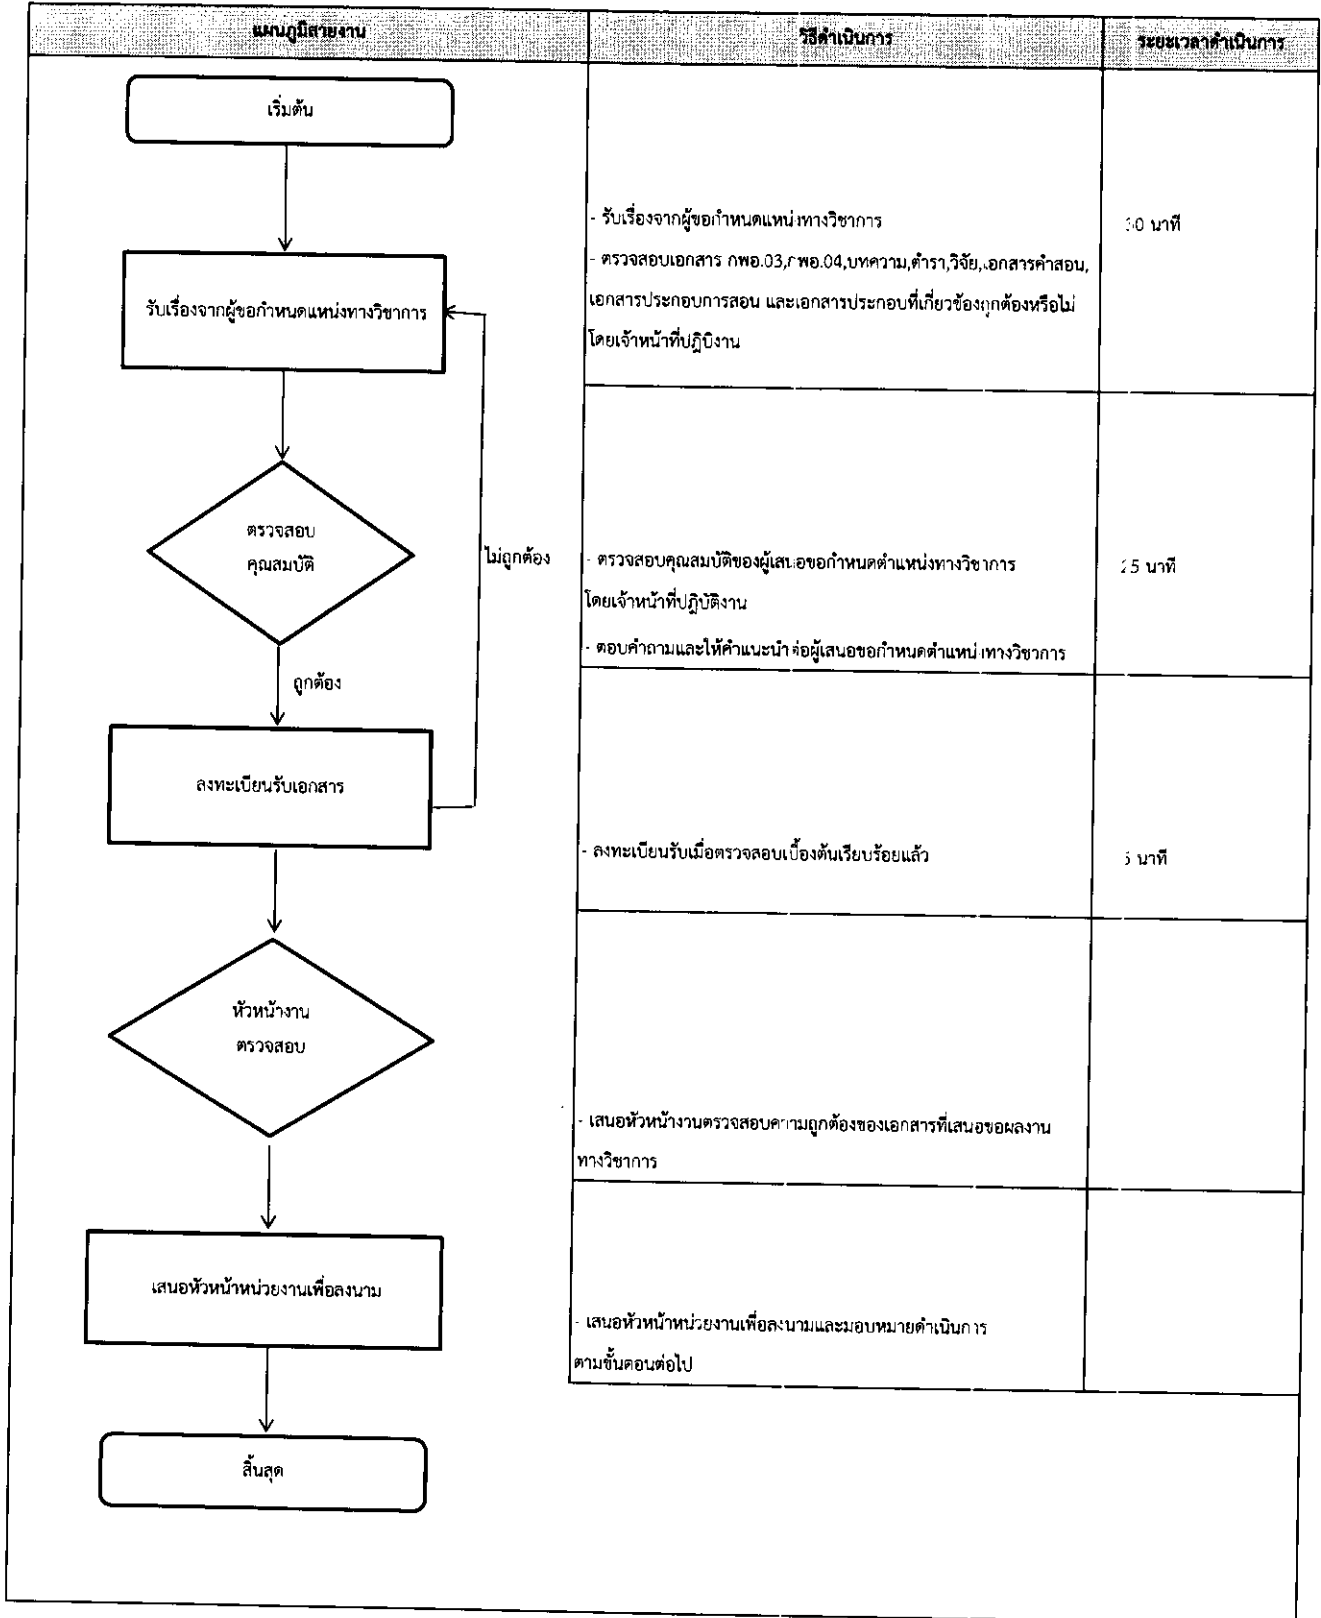 แผนภูมิสายงาน
วิธีดำเนินการ
ระยะเวลาดำเนินการ
เริ่มต้น
- รับเรื่องจากผู้ขอกำหนดแหน่งทางวิชาการ
นาที
- ตรวจสอบเอกสาร กพอ.03,กพอ.04,บทความ,ตำรา,วิจัย,เอกสารคำสอน,
รับเรื่องจากผู้ขอกำหนดแหน่งทางวิชาการ
เอกสารประกอบการสอน และเอกสารประกอบที่เกี่ยวข้องถูกต้องหรือไม่
โดยเจ้าหน้าที่ปฎิบิงาน
ตรวจสอบ
คุณสมบัติ
ไม่ถูกต้อง
- ตรวจสอบคุณสมบัติของผู้เสนอขอกำหนดตำแหน่งทางวิชาการ
25 นาที
โดยเจ้าหน้าที่ปฎิบัติงาน
- ตอบคำถามและให้คำแนะนำต่อผู้เสนอขอกำหนดตำแหน่งทางวิชาการ
ถูกต้อง
ลงทะเบียนรับเอกสาร
- ลงทะเบียนรับเมื่อตรวจสอบเบื้องต้นเรียบร้อยแล้ว
5 นาที
หัวหน้างาน
ตรวจสอบ
- เสนอหัวหน้างานตรวจสอบความถูกต้องของเอกสารที่เสนอขอผลงาน
ทางวิชาการ
เสนอหัวหน้าหน่วยงานเพื่อลงนาม
- เสนอหัวหน้าหน่วยงานเพื่อลงนามและมอบหมายดำเนินการ
ตามขั้นตอนต่อไป
สิ้นสุด